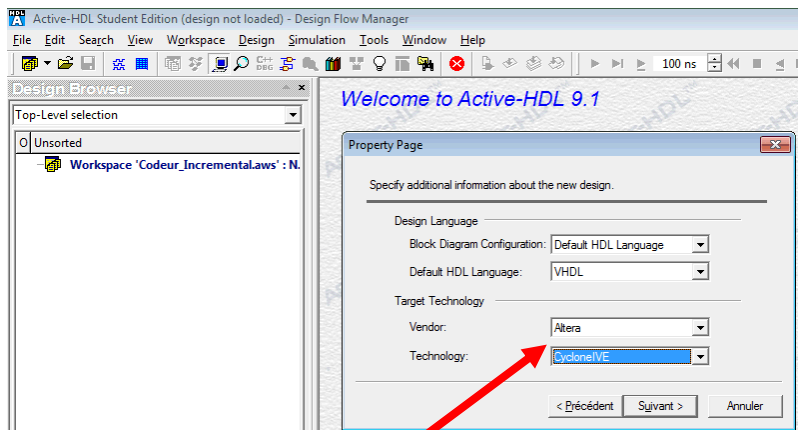 Active-HDL Student Edition (design not loaded) - Design Flow Manager
File Edit Search View Workspace Design Simulation Tools Window Help
100 ns
Design Browser
Welcome to Active-HDL 9.1
Top-Level selection
Property Page
O Unsorted
Workspace 'Codeur_Incremental.aws' : N.
Specify additional information about the new design.
Design Language
Block Diagram Configuration: Default HDL Language
Default HDL Language: VHDL
Target Technology
Vendor: Altera
Technology: CycloneIVE
< Précédent Suivant > Annuler